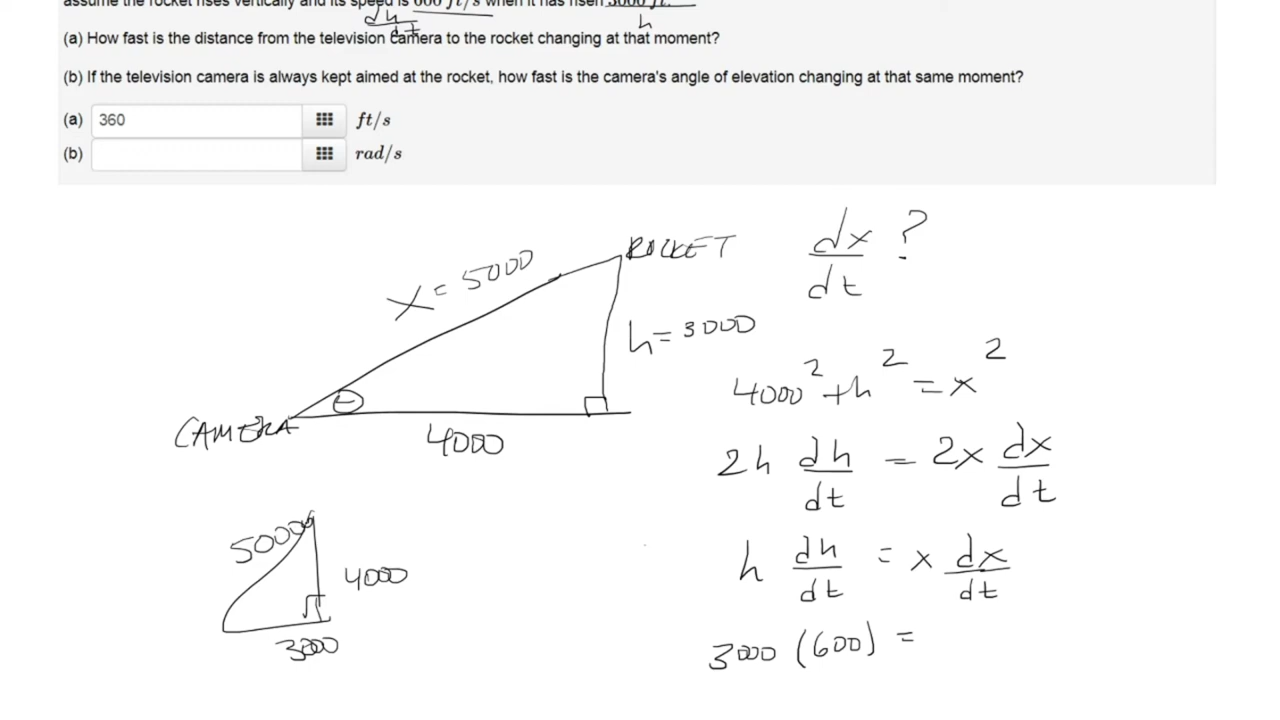 assume the rocket rises vertically and its speed is 600 ft/s when it has risen 3000 ft.
dh
dt
h
(a) How fast is the distance from the television camera to the rocket changing at that moment?
(b) If the television camera is always kept aimed at the rocket, how fast is the camera's angle of elevation changing at that same moment?
(a) 360 ft/s
(b) rad/s
ROCKET
x = 5000
h = 3000
θ
CAMERA
4000
5000
4000
3000
dx/dt ?
4000² + h² = x²
2h dh/dt = 2x dx/dt
h dh/dt = x dx/dt
3000 (600) =